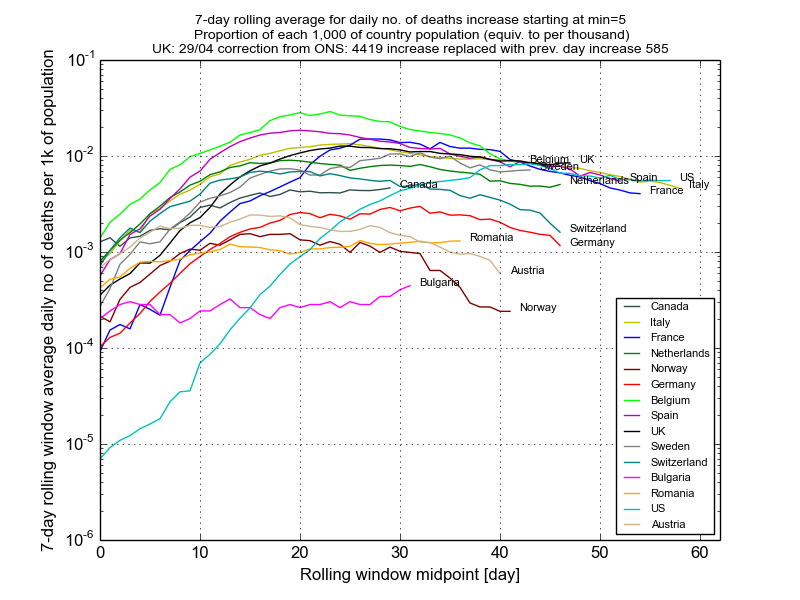 7-day rolling average for daily no. of deaths increase starting at min=5
Proportion of each 1,000 of country population (equiv. to per thousand)
UK: 29/04 correction from ONS: 4419 increase replaced with prev. day increase 585
7-day rolling average daily no of deaths per 1k of population
10^-1
10^-2
10^-3
10^-4
10^-5
10^-6
Belgium
UK
Sweden
Canada
Netherlands
Spain
US
France
Italy
Switzerland
Romania
Germany
Austria
Bulgaria
Norway
Canada
Italy
France
Netherlands
Norway
Germany
Belgium
Spain
UK
Sweden
Switzerland
Bulgaria
Romania
US
Austria
0 10 20 30 40 50 60
Rolling window midpoint [day]